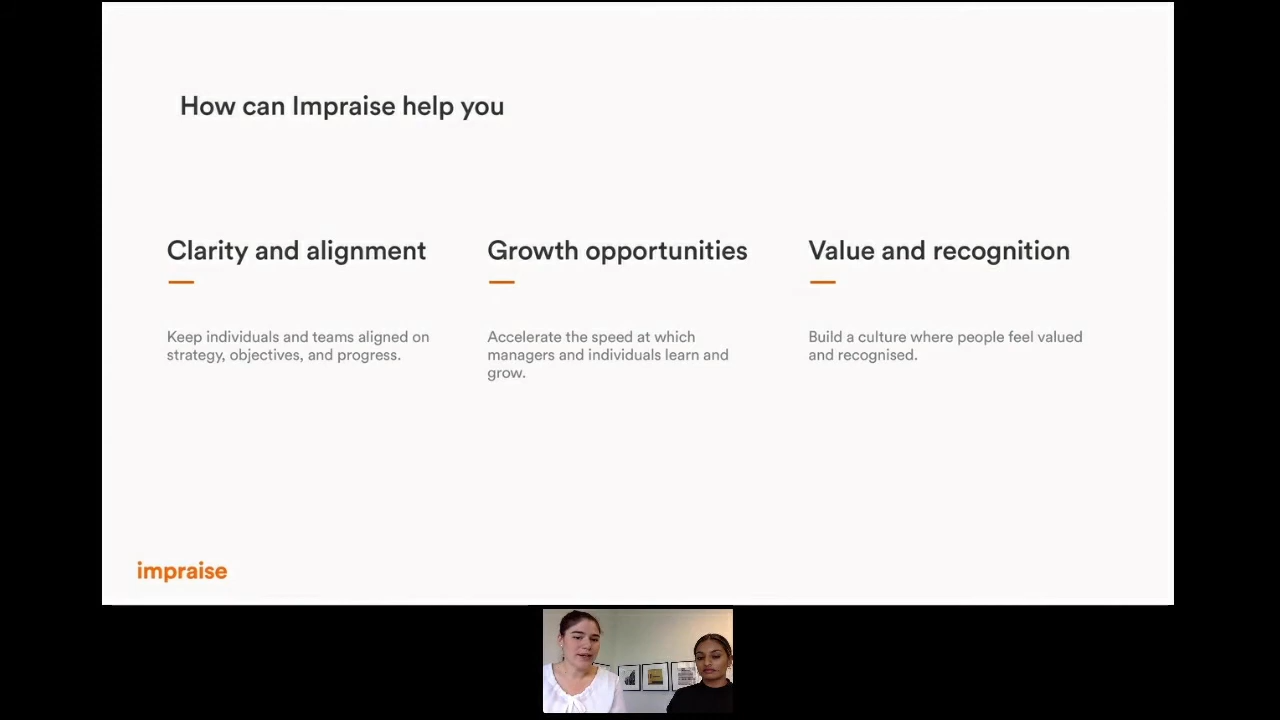 How can Impraise help you
Clarity and alignment
Keep individuals and teams aligned on
strategy, objectives, and progress.
Growth opportunities
Accelerate the speed at which
managers and individuals learn and
grow.
Value and recognition
Build a culture where people feel valued
and recognised.
impraise